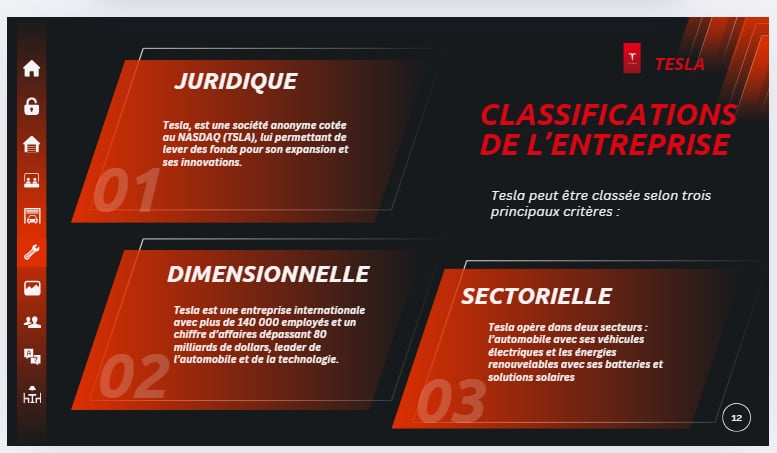 TESLA
CLASSIFICATIONS
DE L’ENTREPRISE
Tesla peut être classée selon trois
principaux critères :
JURIDIQUE
Tesla, est une société anonyme cotée
au NASDAQ (TSLA), lui permettant de
lever des fonds pour son expansion et
ses innovations.
01
DIMENSIONNELLE
Tesla est une entreprise internationale
avec plus de 140 000 employés et un
chiffre d’affaires dépassant 80
milliards de dollars, leader de
l’automobile et de la technologie.
02
SECTORIELLE
Tesla opère dans deux secteurs :
l’automobile avec ses véhicules
électriques et les énergies
renouvelables avec ses batteries et
solutions solaires
03
12